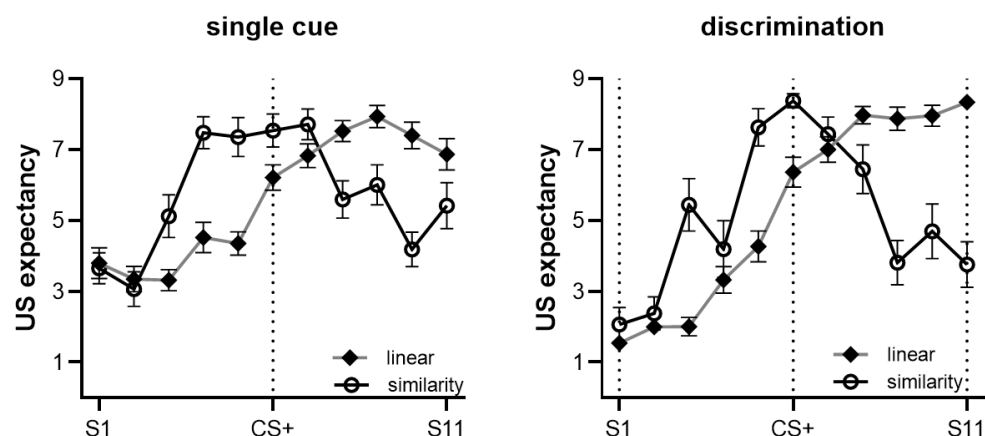 single cue
US expectancy
9
7
5
3
1
linear
similarity
S1
CS+
S11
discrimination
US expectancy
9
7
5
3
1
linear
similarity
S1
CS+
S11